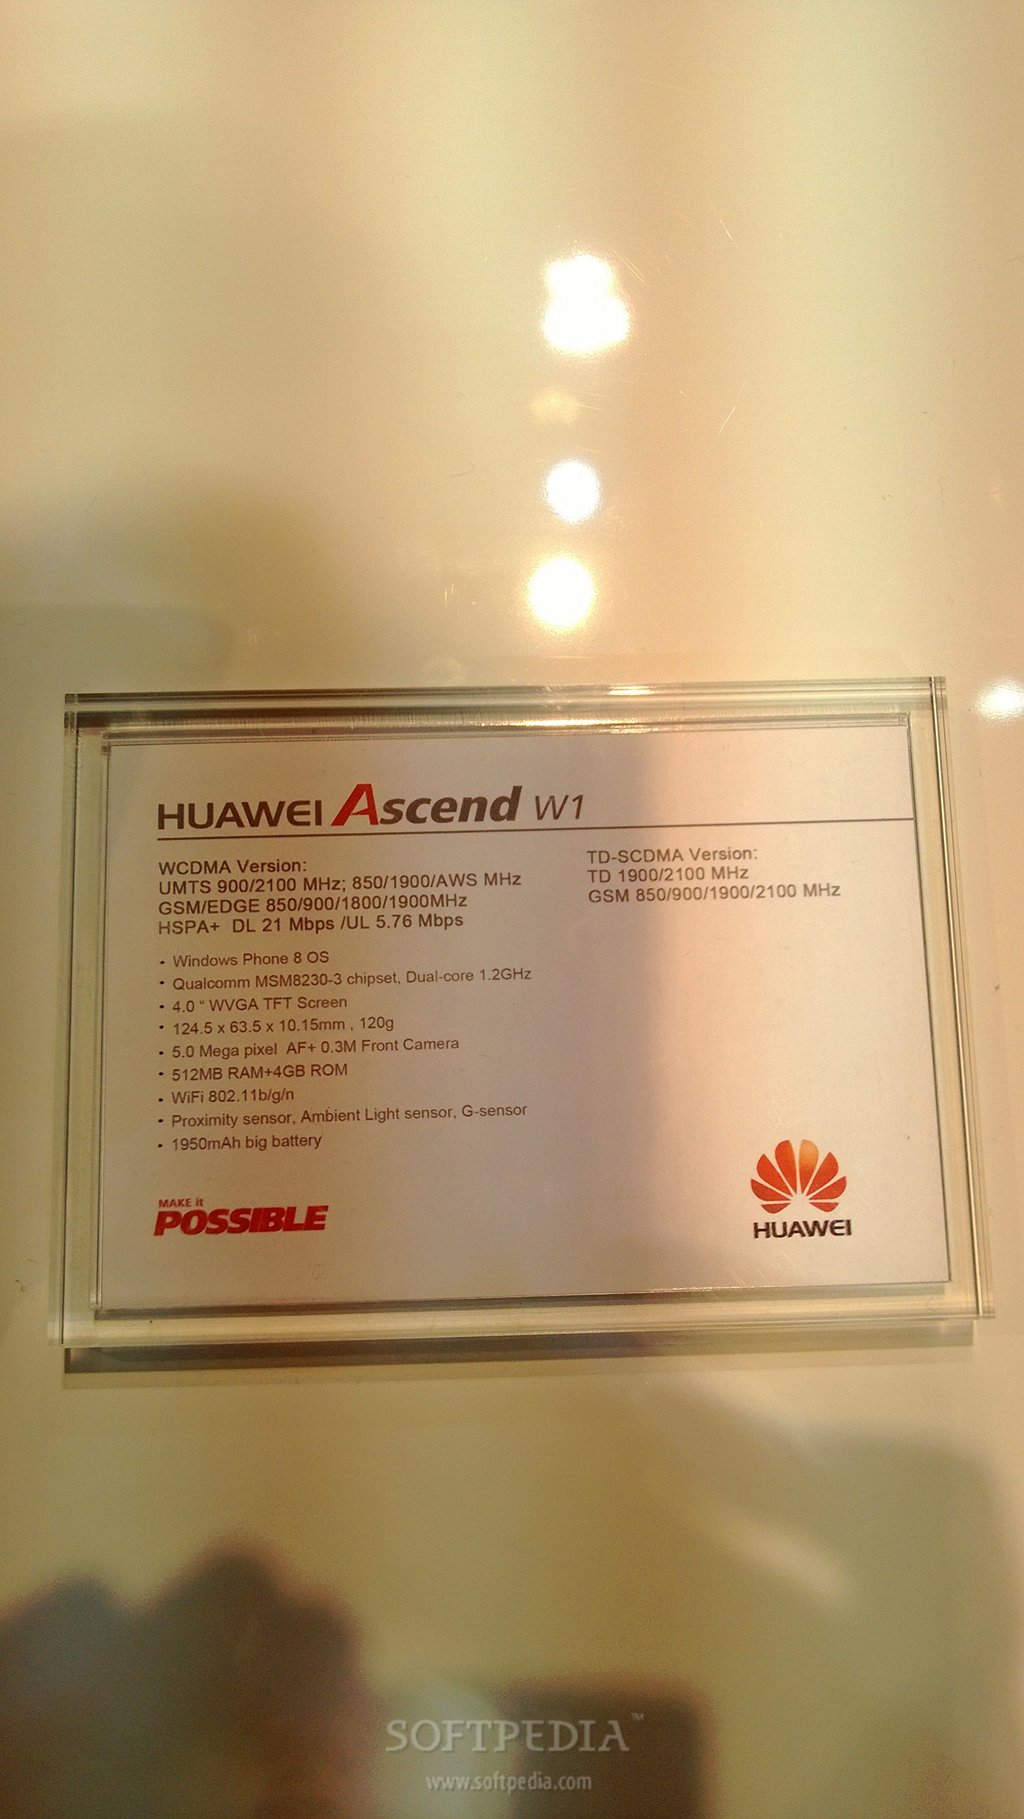 HUAWEI Ascend W1
WCDMA Version:
UMTS 900/2100 MHz; 850/1900/AWS MHz
GSM/EDGE 850/900/1800/1900MHz
HSPA+ DL 21 Mbps /UL 5.76 Mbps
TD-SCDMA Version:
TD 1900/2100 MHz
GSM 850/900/1900/2100 MHz
• Windows Phone 8 OS
• Qualcomm MSM8230-3 chipset, Dual-core 1.2GHz
• 4.0 “ WVGA TFT Screen
• 124.5 x 63.5 x 10.15mm , 120g
• 5.0 Mega pixel AF+ 0.3M Front Camera
• 512MB RAM+4GB ROM
• WiFi 802.11b/g/n
• Proximity sensor, Ambient Light sensor, G-sensor
• 1950mAh big battery
MAKE it
POSSIBLE
HUAWEI
SOFTPEDIA™
www.softpedia.com